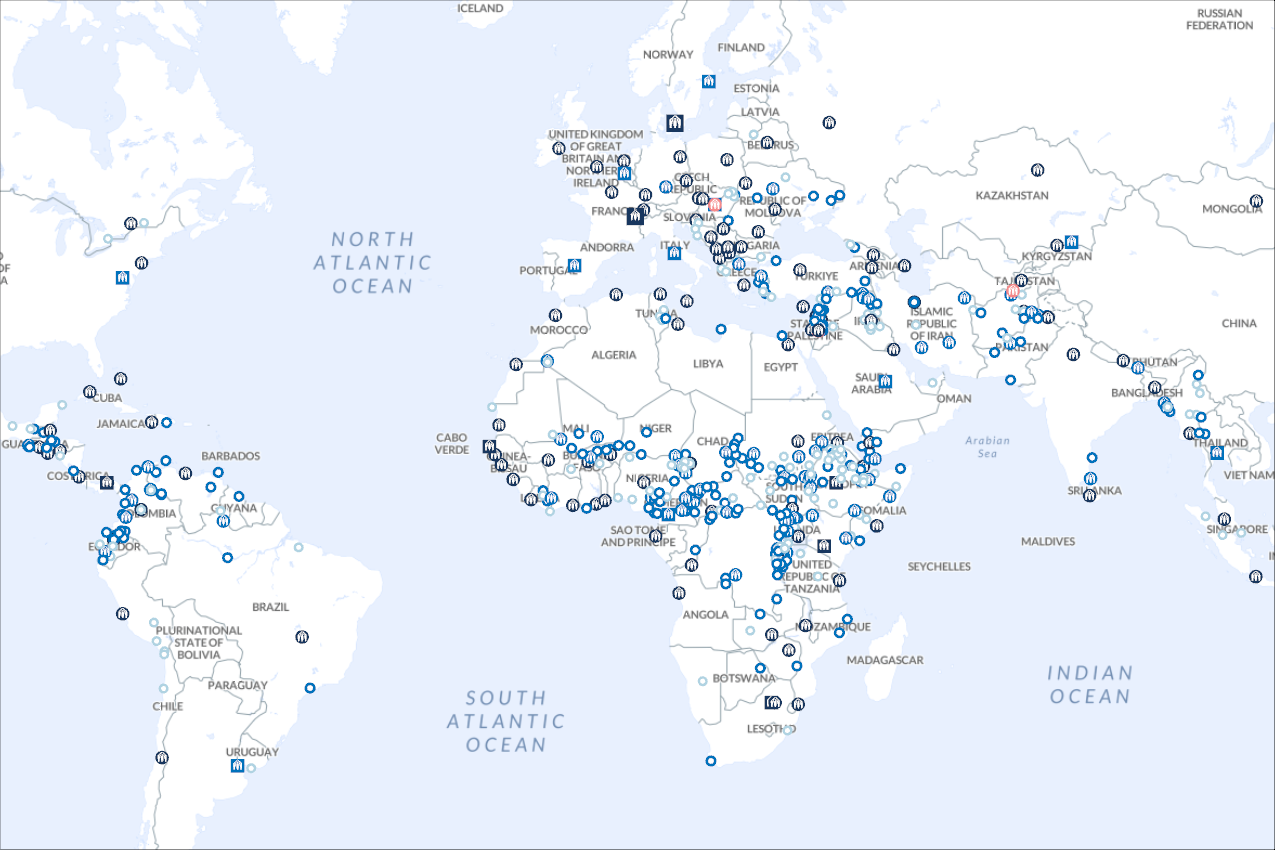 ICELAND
RUSSIAN
FEDERATION
NORWAY
FINLAND
ESTONIA
LATVIA
UNITED KINGDOM
OF GREAT
BRITAIN AND
NORTHERN
IRELAND
BELARUS
CZECH
REPUBLIC
KAZAKHSTAN
MONGOLIA
REPUBLIC OF
MOLDOVA
FRANCE
SLOVENIA
NORTH
ATLANTIC
OCEAN
ANDORRA
ITALY
GARIA
KYRGYZSTAN
PORTUGAL
GREECE
TÜRKIYE
ARMENIA
TAJIKISTAN
TUNISIA
ISLAMIC
REPUBLIC
OF IRAN
MOROCCO
STATE OF
PALESTINE
CHINA
ALGERIA
LIBYA
EGYPT
PAKISTAN
BHUTAN
SAUDI
ARABIA
BANGLADESH
OMAN
CUBA
JAMAICA
CABO
VERDE
MALI
NIGER
CHAD
ERITREA
Arabian
Sea
THAILAND
BARBADOS
GUINEA-
BISSAU
COSTA RICA
NIGERIA
VIET NAM
SOUTH
SUDAN
SRI LANKA
GUYANA
COLOMBIA
SOMALIA
SAO TOME
AND PRINCIPE
UGANDA
SINGAPORE
MALDIVES
ECUADOR
UNITED
REPUBLIC OF
TANZANIA
SEYCHELLES
BRAZIL
ANGOLA
MOZAMBIQUE
PLURINATIONAL
STATE OF
BOLIVIA
MADAGASCAR
PARAGUAY
BOTSWANA
INDIAN
OCEAN
SOUTH
ATLANTIC
OCEAN
CHILE
LESOTHO
URUGUAY